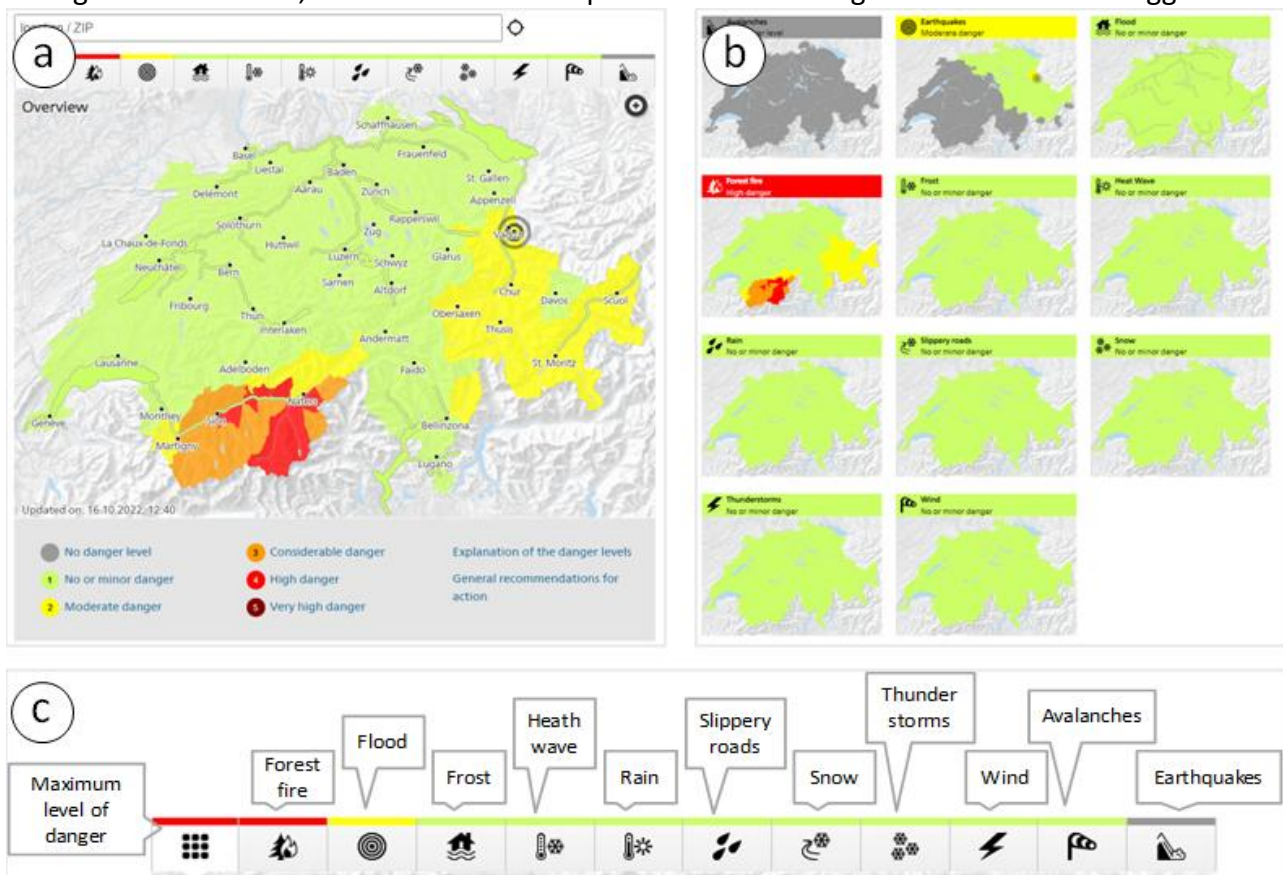 location / ZIP
a
Overview
Schaffhausen
Basel
Liestal
Baden
Frauenfeld
Delémont
Aarau
Zürich
St. Gallen
Appenzell
Solothurn
Rapperswil
Zug
La Chaux-de-Fonds
Huttwil
Luzern
Schwyz
Glarus
Neuchâtel
Bern
Sarnen
Altdorf
Chur
Davos
Scuol
Fribourg
Thun
Interlaken
Obersaxen
Thusis
Andermatt
Lausanne
Adelboden
Faido
St. Moritz
Genève
Monthey
Naters
Martigny
Bellinzona
Lugano
Updated on: 16.10.2022, 12:40
No danger level
3 Considerable danger
Explanation of the danger levels
1 No or minor danger
4 High danger
General recommendations for
action
2 Moderate danger
5 Very high danger
b
Avalanches
level
Earthquakes
Moderate danger
Flood
No or minor danger
Forest fire
High danger
Frost
No or minor danger
Heat Wave
No or minor danger
Rain
No or minor danger
Slippery roads
No or minor danger
Snow
No or minor danger
Thunderstorms
No or minor danger
Wind
No or minor danger
c
Maximum
level of
danger
Forest
fire
Flood
Frost
Heath
wave
Rain
Slippery
roads
Snow
Thunder
storms
Wind
Avalanches
Earthquakes